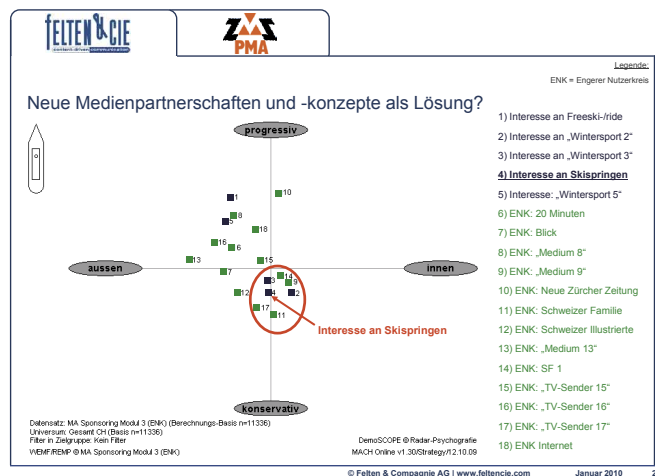 FELTEN & CIE
content-driven communication
PMA
Legende:
ENK = Engerer Nutzerkreis
Neue Medienpartnerschaften und -konzepte als Lösung?
progressiv
aussen
innen
konservativ
1
10
8
5
18
16
6
13
15
7
14
3
9
12
4
2
17
11
Interesse an Skispringen
1) Interesse an Freeski-/ride
2) Interesse an „Wintersport 2“
3) Interesse an „Wintersport 3“
4) Interesse an Skispringen
5) Interesse: „Wintersport 5“
6) ENK: 20 Minuten
7) ENK: Blick
8) ENK: „Medium 8“
9) ENK: „Medium 9“
10) ENK: Neue Zürcher Zeitung
11) ENK: Schweizer Familie
12) ENK: Schweizer Illustrierte
13) ENK: „Medium 13“
14) ENK: SF 1
15) ENK: „TV-Sender 15“
16) ENK: „TV-Sender 16“
17) ENK: „TV-Sender 17“
18) ENK Internet
Datensatz: MA Sponsoring Modul 3 (ENK) (Berechnungs-Basis n=11336)
Universum: Gesamt CH (Basis n=11336)
Filter in Zielgruppe: Kein Filter
WEMF/REMP © MA Sponsoring Modul 3 (ENK)
DemoSCOPE © Radar-Psychografie
MACH Online v1.30/Strategy/12.10.09
© Felten & Compagnie AG | www.feltencie.com Januar 2010 2